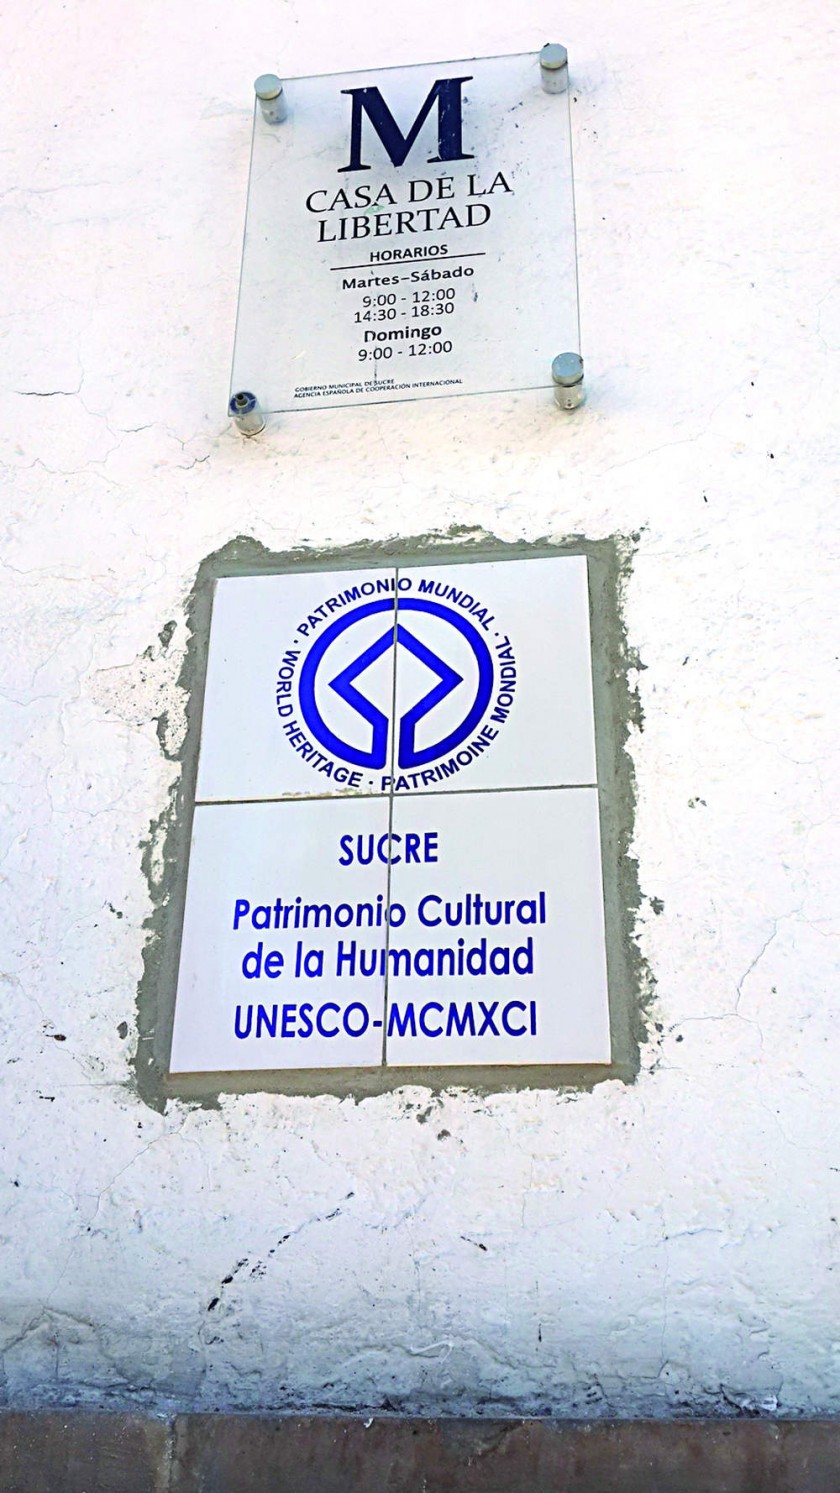 M
CASA DE LA
LIBERTAD
HORARIOS
Martes-Sábado
9:00 - 12:00
14:30 - 18:30
Domingo
9:00 - 12:00
GOBIERNO MUNICIPAL DE SUCRE
AGENCIA ESPAÑOLA DE COOPERACIÓN INTERNACIONAL
WORLD HERITAGE · PATRIMONIO MUNDIAL · PATRIMOINE MONDIAL ·
SUCRE
Patrimonio Cultural
de la Humanidad
UNESCO-MCMXCI